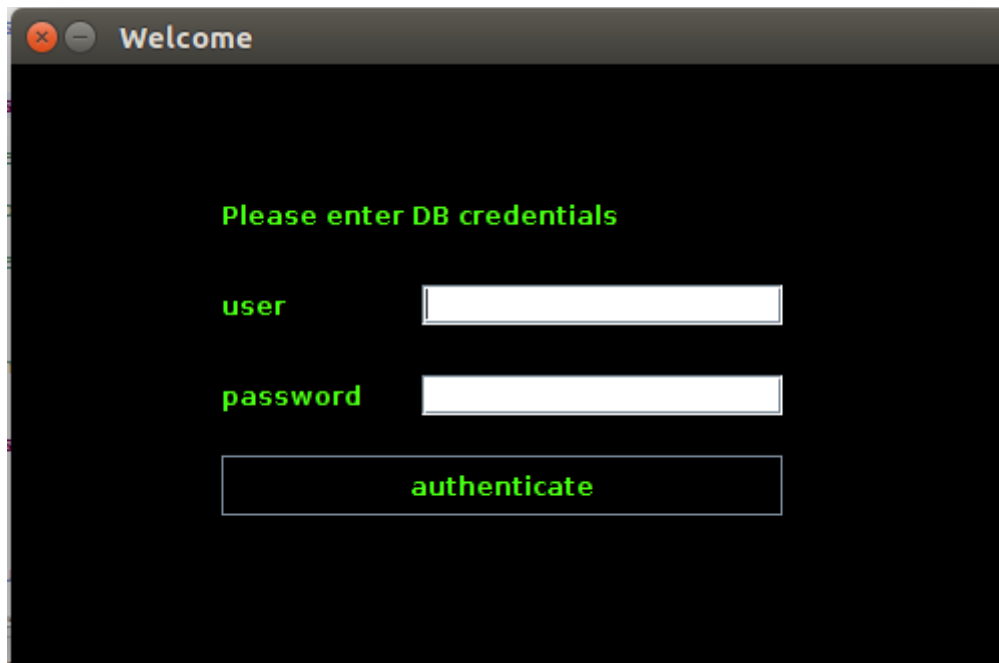 Welcome
Please enter DB credentials
user
password
authenticate